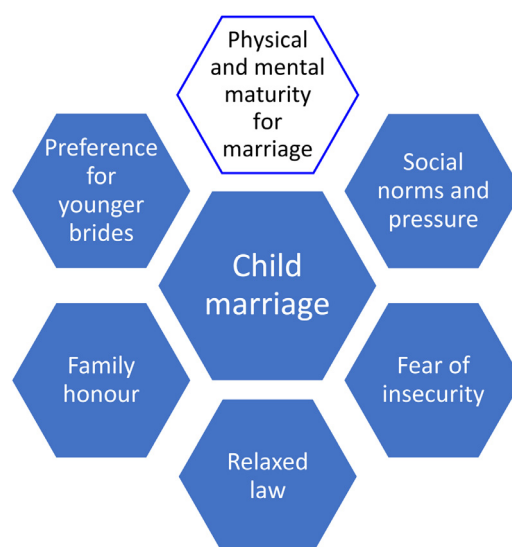 Physical
and mental
maturity
for
marriage
Preference
for
younger
brides
Social
norms and
pressure
Child
marriage
Family
honour
Fear of
insecurity
Relaxed
law